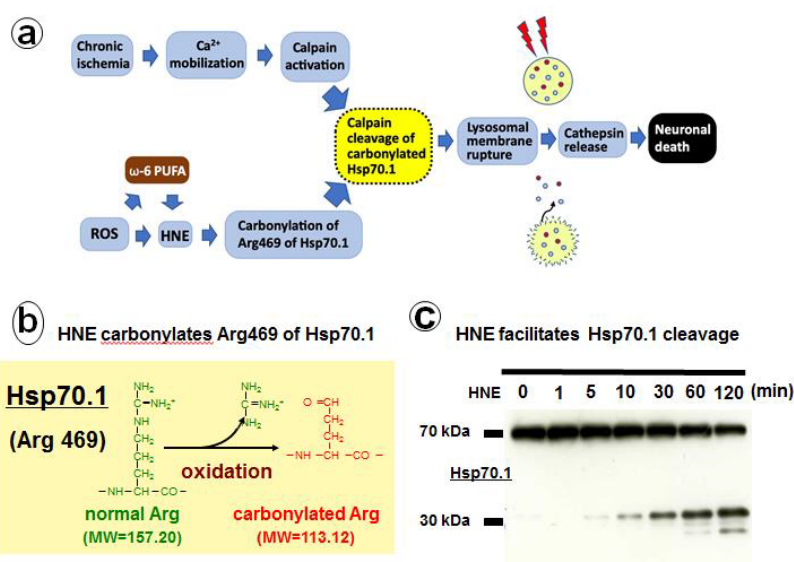 a
Chronic
ischemia
Ca²⁺
mobilization
Calpain
activation
Calpain
cleavage of
carbonylated
Hsp70.1
Lysosomal
membrane
rupture
Cathepsin
release
Neuronal
death
ω-6 PUFA
ROS
HNE
Carbonylation of
Arg469 of Hsp70.1
b
HNE carbonylates Arg469 of Hsp70.1
Hsp70.1
(Arg 469)
NH₂
C=NH₂⁺
NH
CH₂
CH₂
CH₂
-NH-CH-CO-
normal Arg
(MW=157.20)
oxidation
NH₂
C=NH₂⁺
NH₂
O=CH
CH₂
CH₂
-NH-CH-CO-
carbonylated Arg
(MW=113.12)
c
HNE facilitates Hsp70.1 cleavage
HNE 0 1 5 10 30 60 120 (min)
70 kDa
Hsp70.1
30 kDa